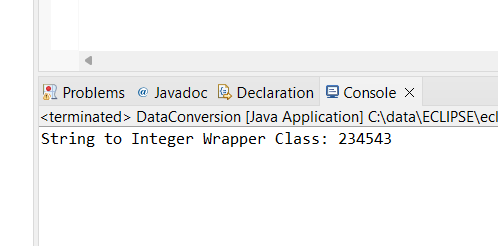 Problems @ Javadoc Declaration Console
<terminated> DataConversion [Java Application] C:\data\ECLIPSE\ecl
String to Integer Wrapper Class: 234543